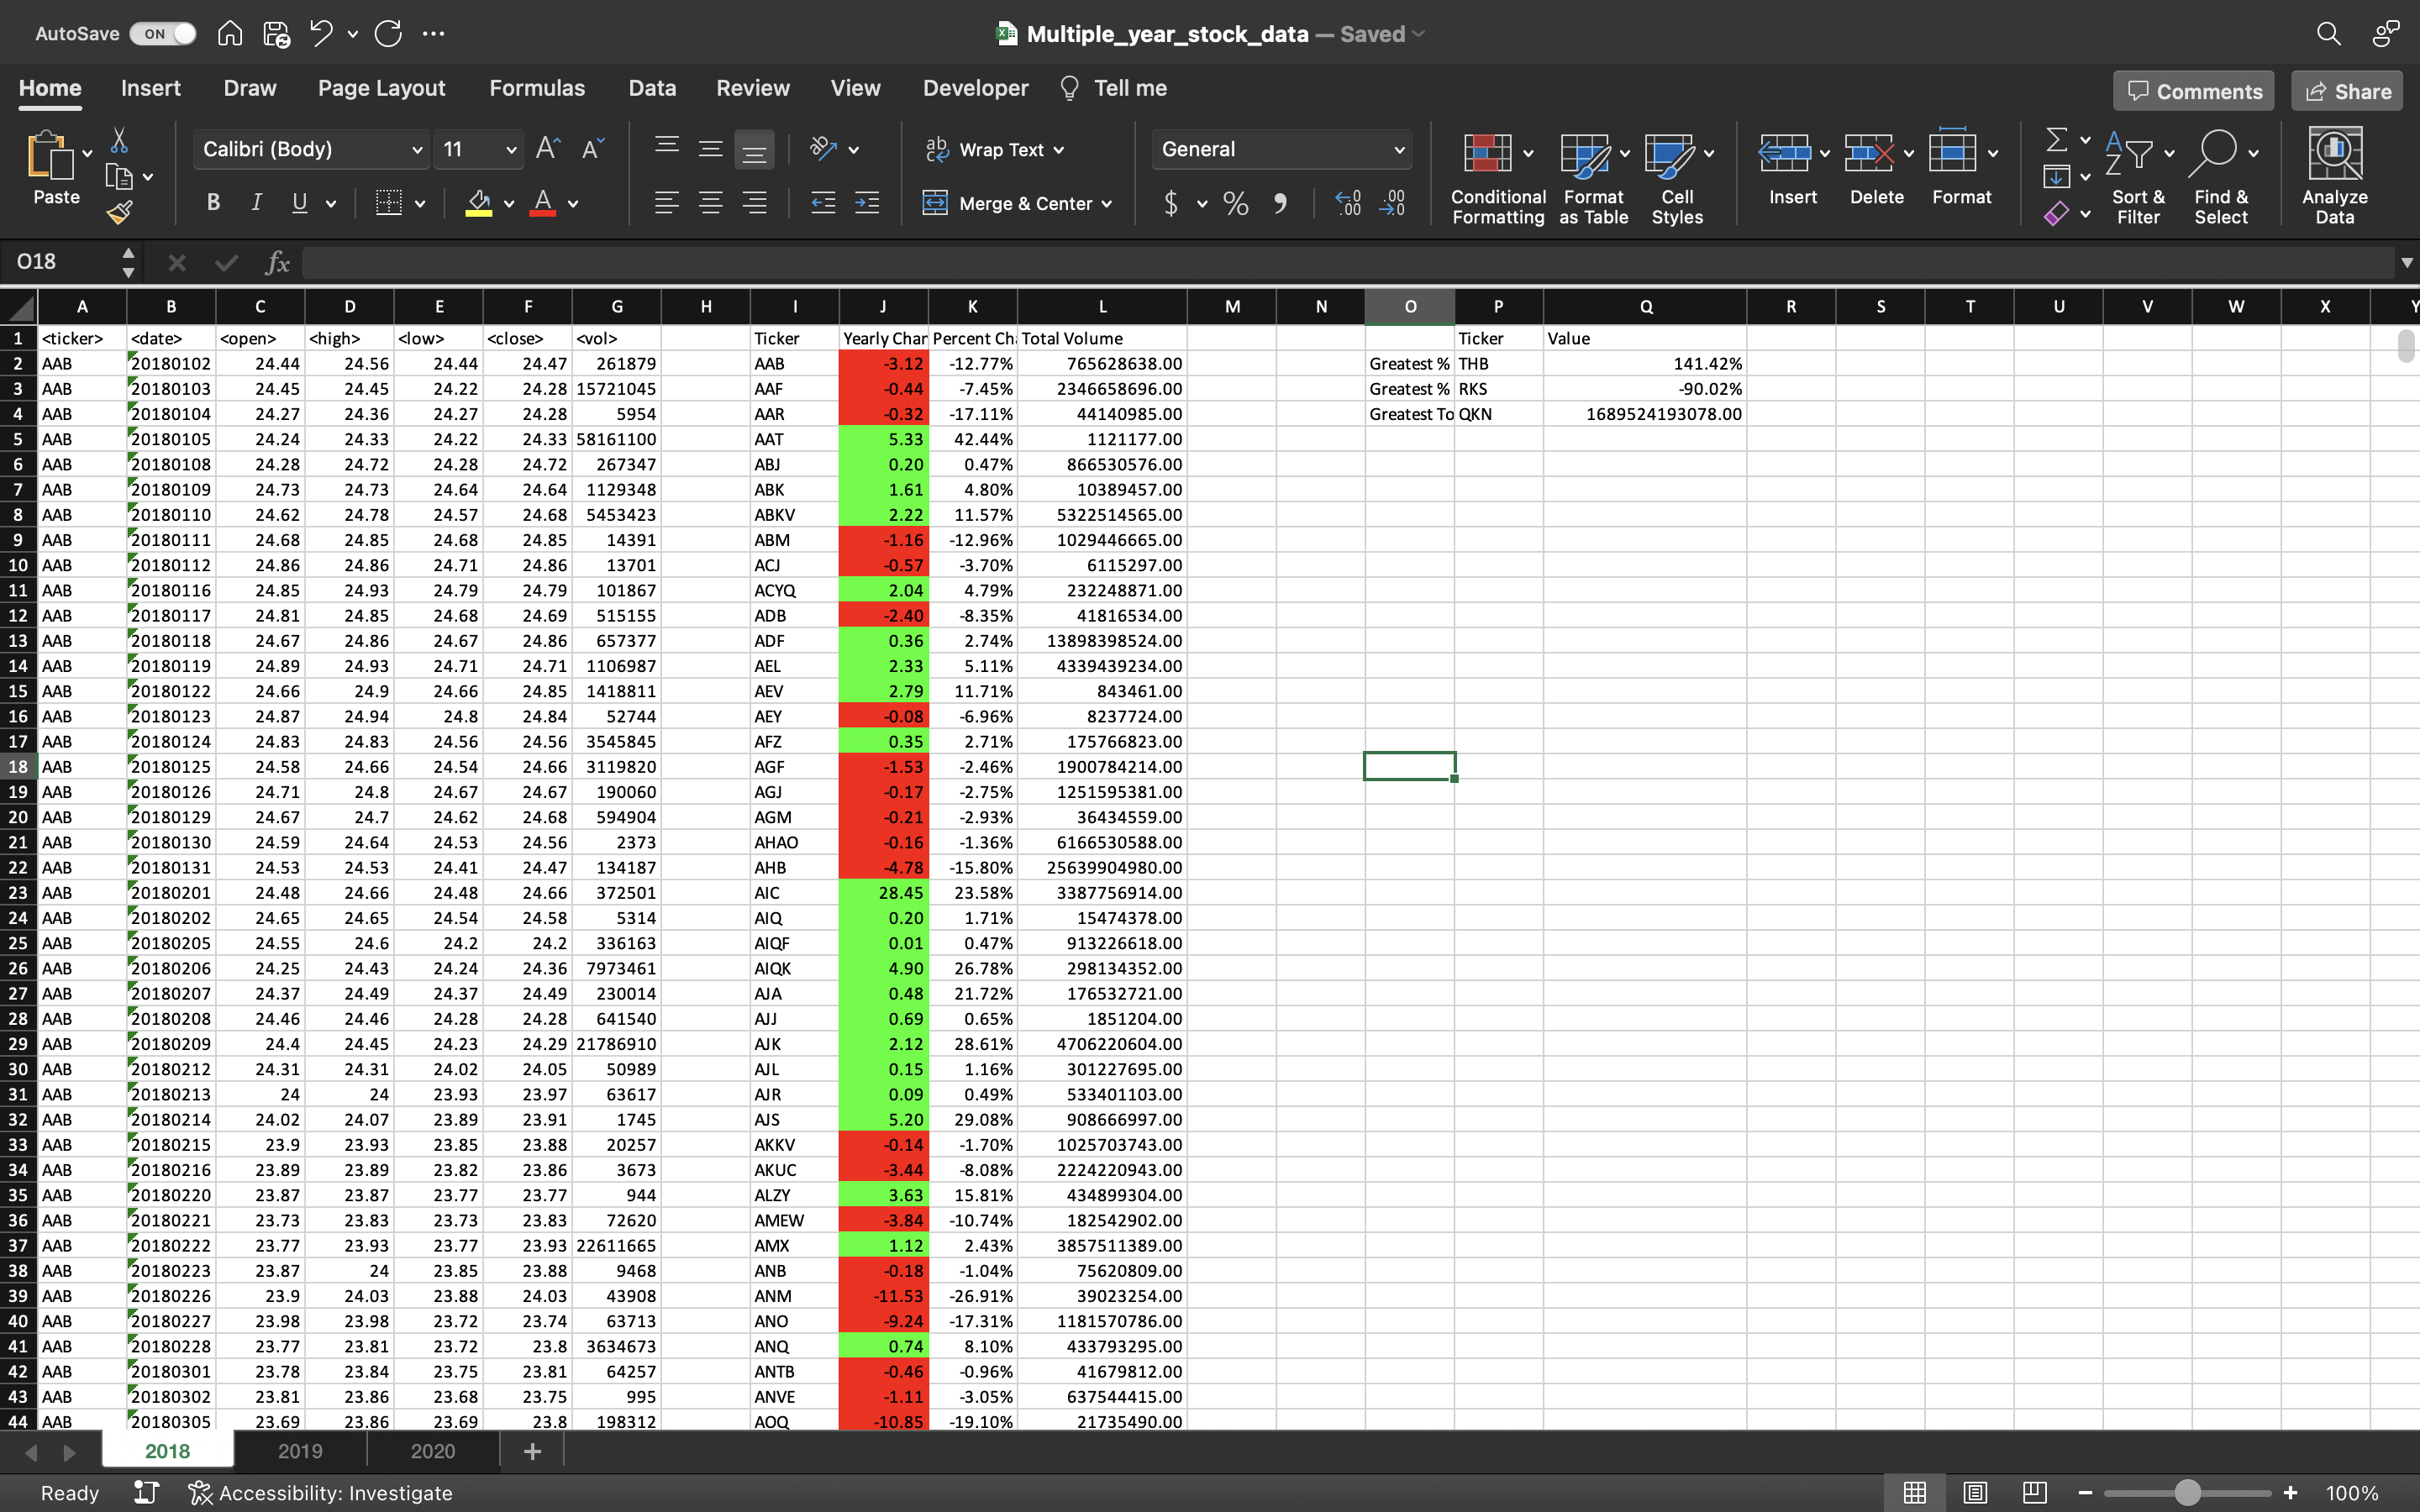 AutoSave ON Multiple_year_stock_data — Saved
Home Insert Draw Page Layout Formulas Data Review View Developer Tell me Comments Share
Paste Calibri (Body) 11 Wrap Text General Conditional Formatting Format as Table Cell Styles Insert Delete Format Sort & Filter Find & Select Analyze Data
B I U Merge & Center $ % 9
O18 fx
A B C D E F G H I J K L M N O P Q R S T U V W X Y
1 <ticker> <date> <open> <high> <low> <close> <vol> Ticker Yearly Char Percent Ch Total Volume Ticker Value
2 AAB 20180102 24.44 24.56 24.44 24.47 261879 AAB -3.12 -12.77% 765628638.00 Greatest % THB 141.42%
3 AAB 20180103 24.45 24.45 24.22 24.28 15721045 AAF -0.44 -7.45% 2346658696.00 Greatest % RKS -90.02%
4 AAB 20180104 24.27 24.36 24.27 24.28 5954 AAR -0.32 -17.11% 44140985.00 Greatest To QKN 1689524193078.00
5 AAB 20180105 24.24 24.33 24.22 24.33 58161100 AAT 5.33 42.44% 1121177.00
6 AAB 20180108 24.28 24.72 24.28 24.72 267347 ABJ 0.20 0.47% 866530576.00
7 AAB 20180109 24.73 24.73 24.64 24.64 1129348 ABK 1.61 4.80% 10389457.00
8 AAB 20180110 24.62 24.78 24.57 24.68 5453423 ABKV 2.22 11.57% 5322514565.00
9 AAB 20180111 24.68 24.85 24.68 24.85 14391 ABM -1.16 -12.96% 1029446665.00
10 AAB 20180112 24.86 24.86 24.71 24.86 13701 ACJ -0.57 -3.70% 6115297.00
11 AAB 20180116 24.85 24.93 24.79 24.79 101867 ACYQ 2.04 4.79% 232248871.00
12 AAB 20180117 24.81 24.85 24.68 24.69 515155 ADB -2.40 -8.35% 41816534.00
13 AAB 20180118 24.67 24.86 24.67 24.86 657377 ADF 0.36 2.74% 13898398524.00
14 AAB 20180119 24.89 24.93 24.71 24.71 1106987 AEL 2.33 5.11% 4339439234.00
15 AAB 20180122 24.66 24.9 24.66 24.85 1418811 AEV 2.79 11.71% 843461.00
16 AAB 20180123 24.87 24.94 24.8 24.84 52744 AEY -0.08 -6.96% 8237724.00
17 AAB 20180124 24.83 24.83 24.56 24.56 3545845 AFZ 0.35 2.71% 175766823.00
18 AAB 20180125 24.58 24.66 24.54 24.66 3119820 AGF -1.53 -2.46% 1900784214.00
19 AAB 20180126 24.71 24.8 24.67 24.67 190060 AGJ -0.17 -2.75% 1251595381.00
20 AAB 20180129 24.67 24.7 24.62 24.68 594904 AGM -0.21 -2.93% 36434559.00
21 AAB 20180130 24.59 24.64 24.53 24.56 2373 AHAO -0.16 -1.36% 6166530588.00
22 AAB 20180131 24.53 24.53 24.41 24.47 134187 AHB -4.78 -15.80% 25639904980.00
23 AAB 20180201 24.48 24.66 24.48 24.66 372501 AIC 28.45 23.58% 3387756914.00
24 AAB 20180202 24.65 24.65 24.54 24.58 5314 AIQ 0.20 1.71% 15474378.00
25 AAB 20180205 24.55 24.6 24.2 24.2 336163 AIQF 0.01 0.47% 913226618.00
26 AAB 20180206 24.25 24.43 24.24 24.36 7973461 AIQK 4.90 26.78% 298134352.00
27 AAB 20180207 24.37 24.49 24.37 24.49 230014 AJA 0.48 21.72% 176532721.00
28 AAB 20180208 24.46 24.46 24.28 24.28 641540 AJJ 0.69 0.65% 1851204.00
29 AAB 20180209 24.4 24.45 24.23 24.29 21786910 AJK 2.12 28.61% 4706220604.00
30 AAB 20180212 24.31 24.31 24.02 24.05 50989 AJL 0.15 1.16% 301227695.00
31 AAB 20180213 24 24 23.93 23.97 63617 AJR 0.09 0.49% 533401103.00
32 AAB 20180214 24.02 24.07 23.89 23.91 1745 AJS 5.20 29.08% 908666997.00
33 AAB 20180215 23.9 23.93 23.85 23.88 20257 AKKV -0.14 -1.70% 1025703743.00
34 AAB 20180216 23.89 23.89 23.82 23.86 3673 AKUC -3.44 -8.08% 2224220943.00
35 AAB 20180220 23.87 23.87 23.77 23.77 944 ALZY 3.63 15.81% 434899304.00
36 AAB 20180221 23.73 23.83 23.73 23.83 72620 AMEW -3.84 -10.74% 182542902.00
37 AAB 20180222 23.77 23.93 23.77 23.93 22611665 AMX 1.12 2.43% 3857511389.00
38 AAB 20180223 23.87 24 23.85 23.88 9468 ANB -0.18 -1.04% 75620809.00
39 AAB 20180226 23.9 24.03 23.88 24.03 43908 ANM -11.53 -26.91% 39023254.00
40 AAB 20180227 23.98 23.98 23.72 23.74 63713 ANO -9.24 -17.31% 1181570786.00
41 AAB 20180228 23.77 23.81 23.72 23.8 3634673 ANQ 0.74 8.10% 433793295.00
42 AAB 20180301 23.78 23.84 23.75 23.81 64257 ANTB -0.46 -0.96% 41679812.00
43 AAB 20180302 23.81 23.86 23.68 23.75 995 ANVE -1.11 -3.05% 637544415.00
44 AAB 20180305 23.69 23.86 23.69 23.8 198312 AOQ -10.85 -19.10% 21735490.00
2018 2019 2020 +
Ready Accessibility: Investigate 100%